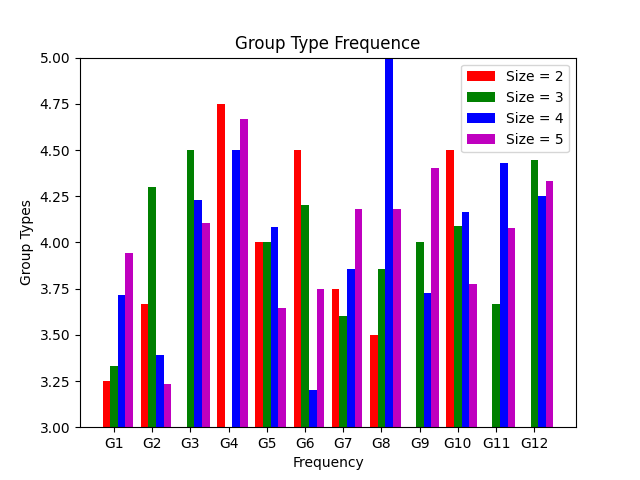 Group Type Frequence
5.00
4.75
4.50
4.25
4.00
3.75
3.50
3.25
3.00
Group Types
Size = 2
Size = 3
Size = 4
Size = 5
G1 G2 G3 G4 G5 G6 G7 G8 G9 G10 G11 G12
Frequency